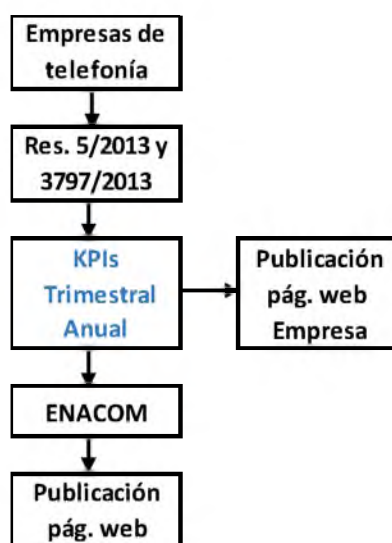 Empresas de
telefonía
Res. 5/2013 y
3797/2013
KPIs
Trimestral
Anual
Publicación
pág. web
Empresa
ENACOM
Publicación
pág. web